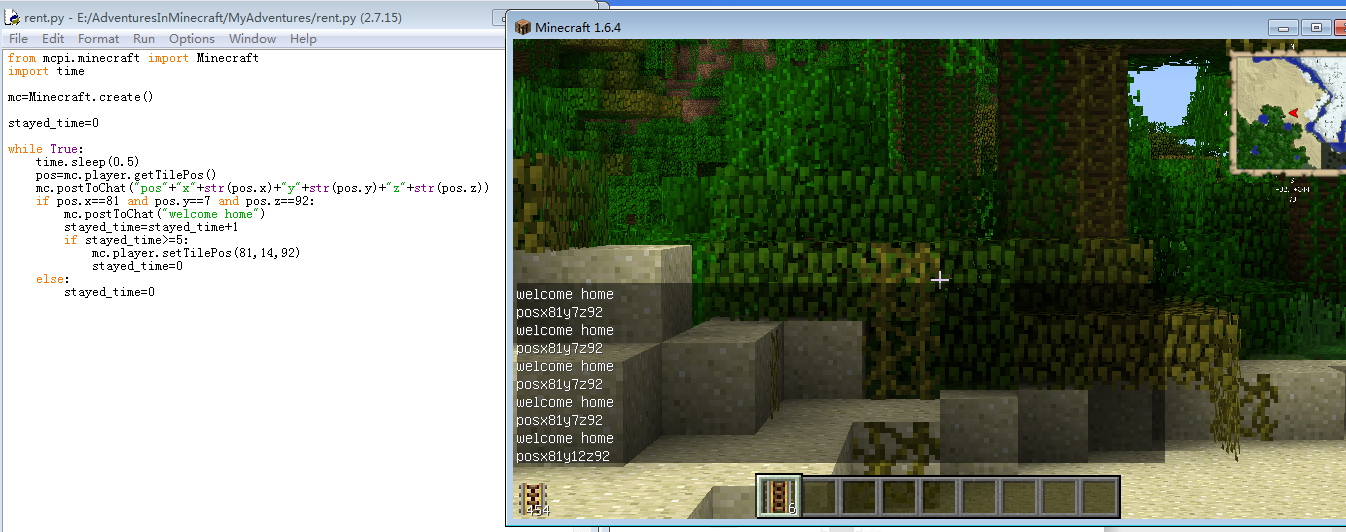 rent.py - E:/AdventuresInMinecraft/MyAdventures/rent.py (2.7.15)
File Edit Format Run Options Window Help
from mcpi.minecraft import Minecraft
import time
mc=Minecraft.create()
stayed_time=0
while True:
time.sleep(0.5)
pos=mc.player.getTilePos()
mc.postToChat("pos"+"x"+str(pos.x)+"y"+str(pos.y)+"z"+str(pos.z))
if pos.x==81 and pos.y==7 and pos.z==92:
mc.postToChat("welcome home")
stayed_time=stayed_time+1
if stayed_time>=5:
mc.player.setTilePos(81,14,92)
stayed_time=0
else:
stayed_time=0
Minecraft 1.6.4
N
welcome home
posx81y7z92
welcome home
posx81y7z92
welcome home
posx81y7z92
welcome home
posx81y7z92
welcome home
posx81y12z92
454
6